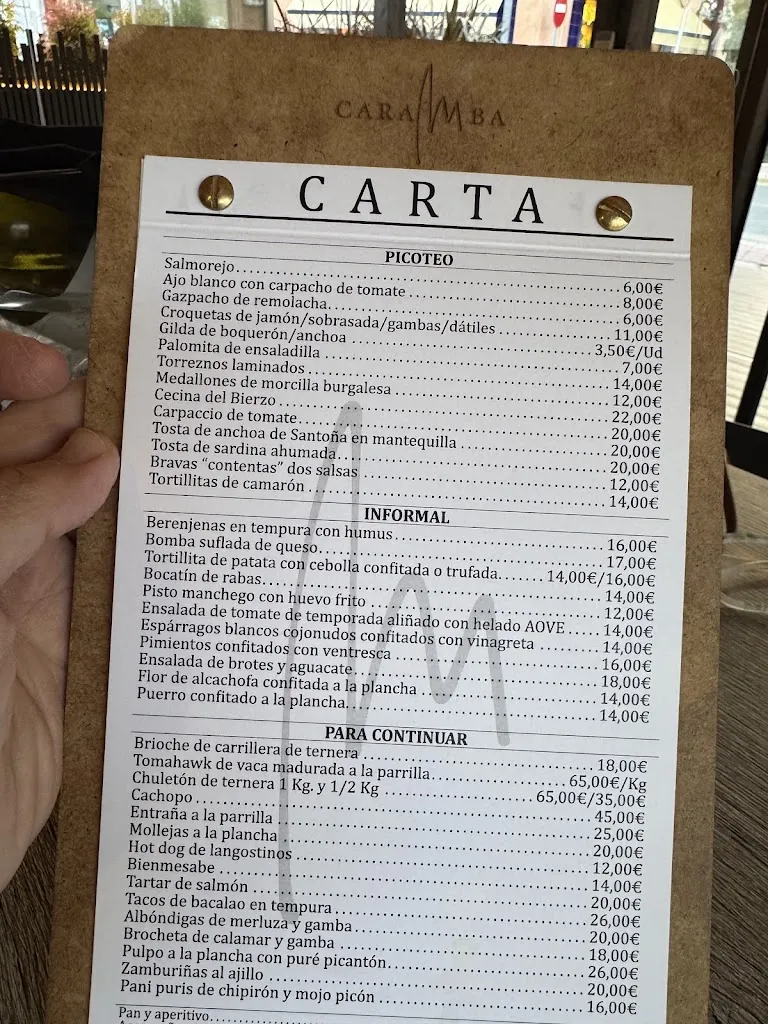 CARAMBA
CARTA
PICOTEO
Salmorejo 6,00€
Ajo blanco con carpacho de tomate 8,00€
Gazpacho de remolacha 6,00€
Croquetas de jamón/sobrasada/gambas/dátiles 11,00€
Gilda de boquerón/anchoa 3,50€/Ud
Palomita de ensaladilla 7,00€
Torreznos laminados 14,00€
Medallones de morcilla burgalesa 12,00€
Cecina del Bierzo 22,00€
Carpaccio de tomate 20,00€
Tosta de anchoa de Santoña en mantequilla 20,00€
Tosta de sardina ahumada 20,00€
Bravas “contentas” dos salsas 12,00€
Tortillitas de camarón 14,00€
INFORMAL
Berenjenas en tempura con humus 16,00€
Bomba suflada de queso 17,00€
Tortillita de patata con cebolla confitada o trufada 14,00€/16,00€
Bocatín de rabas 14,00€
Pisto manchego con huevo frito 12,00€
Ensalada de tomate de temporada aliñado con helado AOVE 14,00€
Espárragos blancos cojonudos confitados con vinagreta 14,00€
Pimientos confitados con ventresca 16,00€
Ensalada de brotes y aguacate 18,00€
Flor de alcachofa confitada a la plancha 14,00€
Puerro confitado a la plancha 14,00€
PARA CONTINUAR
Brioche de carrillera de ternera 18,00€
Tomahawk de vaca madurada a la parrilla 65,00€/Kg
Chuletón de ternera 1 Kg. y 1/2 Kg 65,00€/35,00€
Cachopo 45,00€
Entraña a la parrilla 25,00€
Mollejas a la plancha 20,00€
Hot dog de langostinos 12,00€
Bienmesabe 14,00€
Tartar de salmón 20,00€
Tacos de bacalao en tempura 26,00€
Albóndigas de merluza y gamba 20,00€
Brocheta de calamar y gamba 18,00€
Pulpo a la plancha con puré picantón 26,00€
Zamburiñas al ajillo 20,00€
Pani puris de chipirón y mojo picón 16,00€
Pan y aperitivo